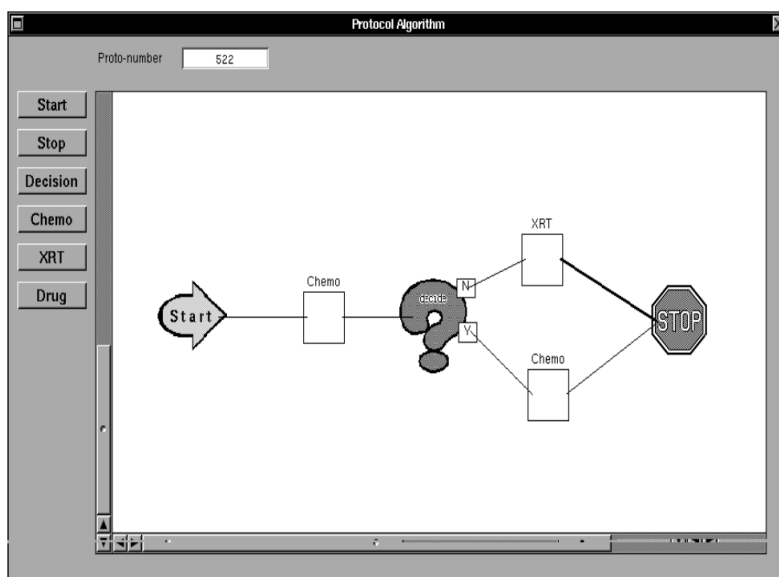 Protocol Algorithm
Proto-number 522
Start
Stop
Decision
Chemo
XRT
Drug
XRT
N
Chemo
decide
Start
STOP
Y
Chemo